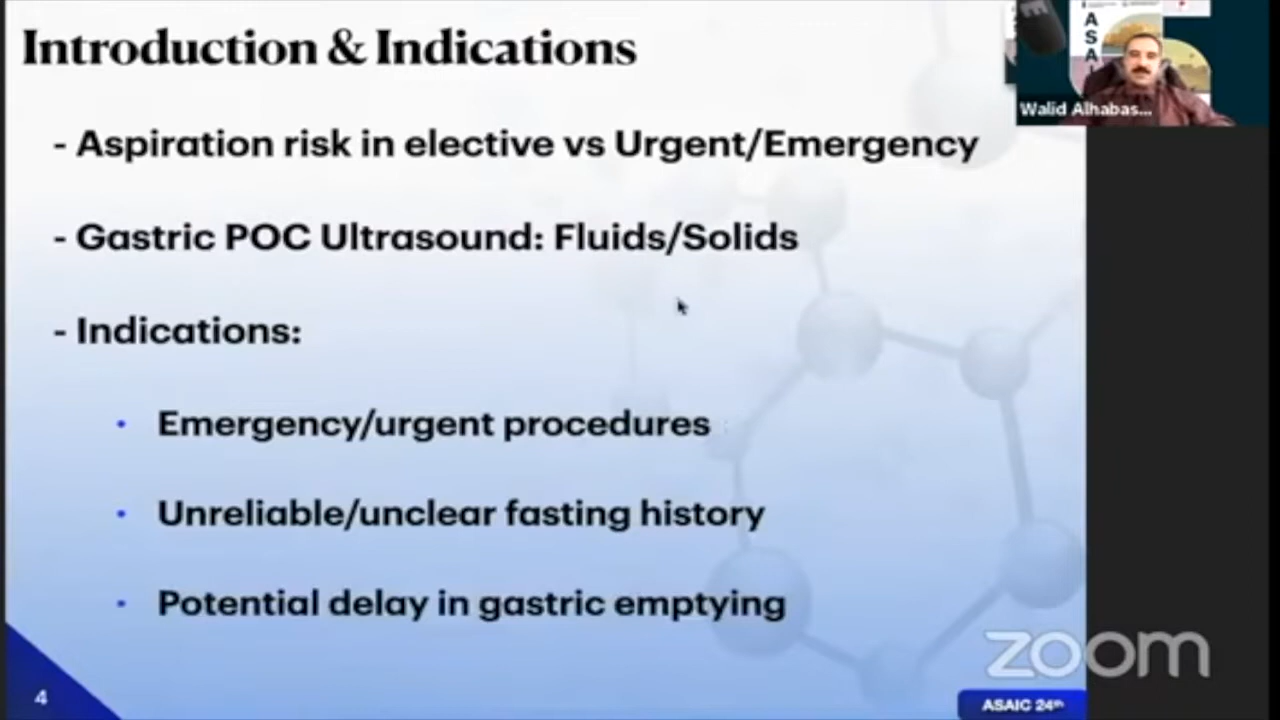 Introduction & Indications
- Aspiration risk in elective vs Urgent/Emergency
- Gastric POC Ultrasound: Fluids/Solids
- Indications:
• Emergency/urgent procedures
• Unreliable/unclear fasting history
• Potential delay in gastric emptying
4
ASAIC 24th
zoom
Walid Alhabas...